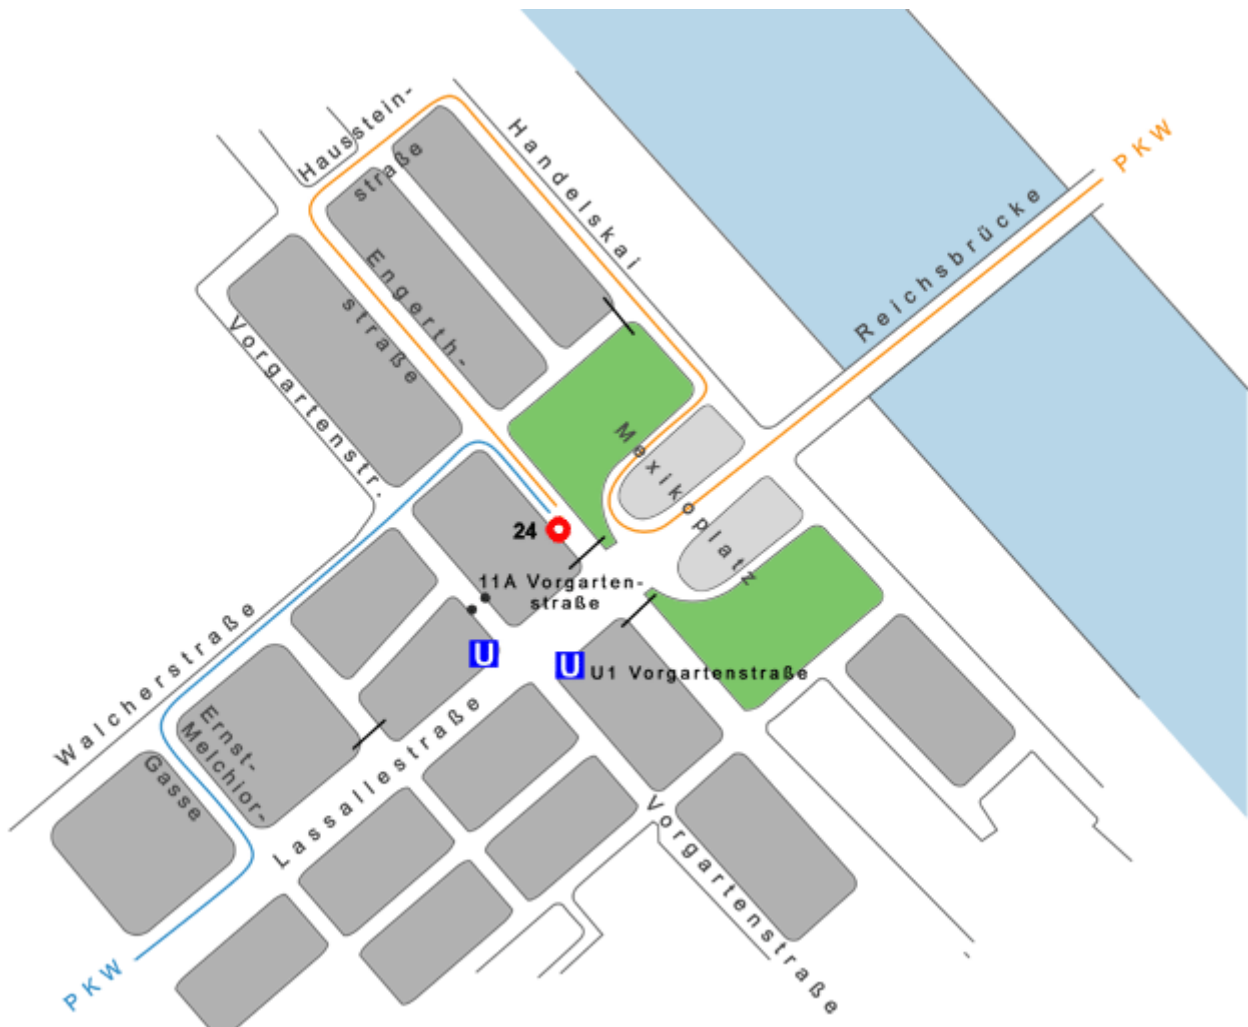 Hausstein-
straße
Handelskai
PKW
Reichsbrücke
Engerth-
straße
Vorgartenstr.
Mexikoplatz
24
11A Vorgarten-
straße
U
U
U1 Vorgartenstraße
Walcherstraße
Ernst-
Melchior-
Gasse
Lassallestraße
Vorgartenstraße
PKW